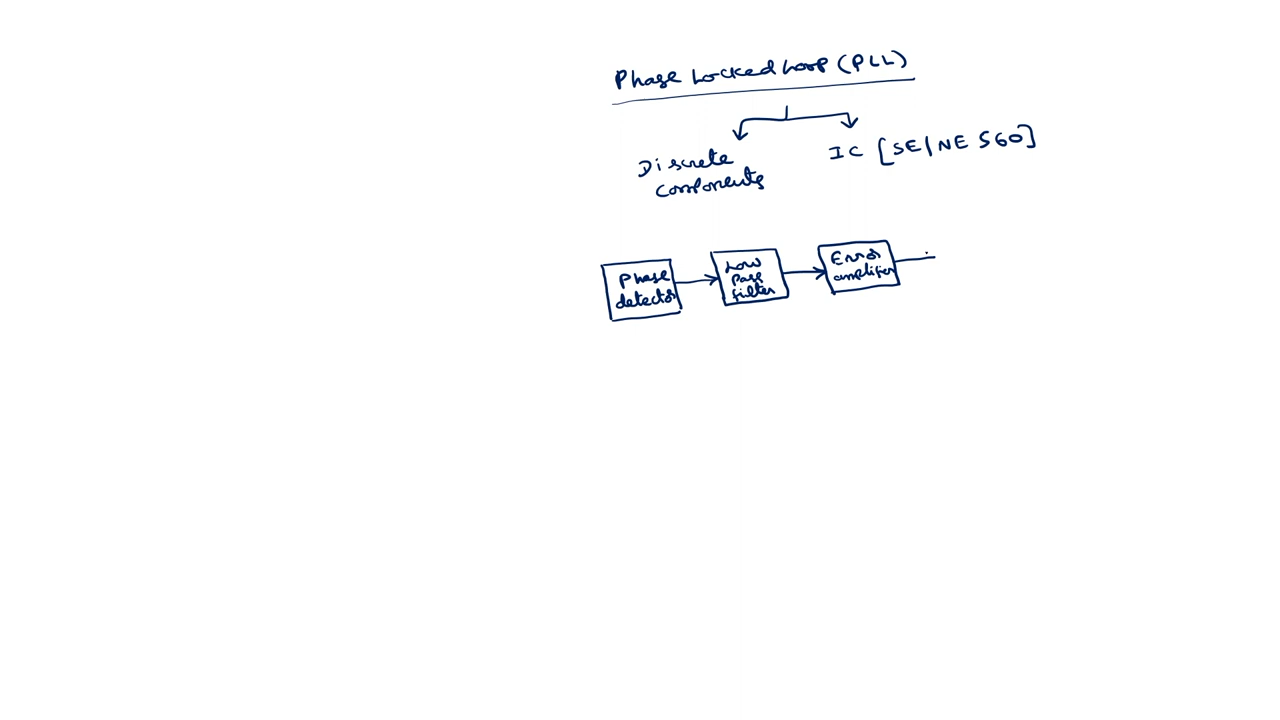 Phase Locked Loop (PLL)
Discrete
components
IC [SE/NE 560]
Phase
detector
Low
Pass
filter
Error
amplifier